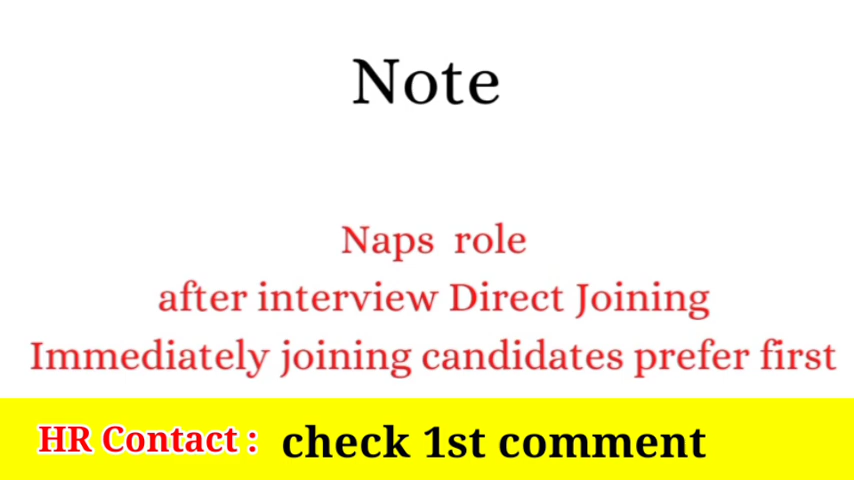 Note
Naps role
after interview Direct Joining
Immediately joining candidates prefer first
HR Contact : check 1st comment